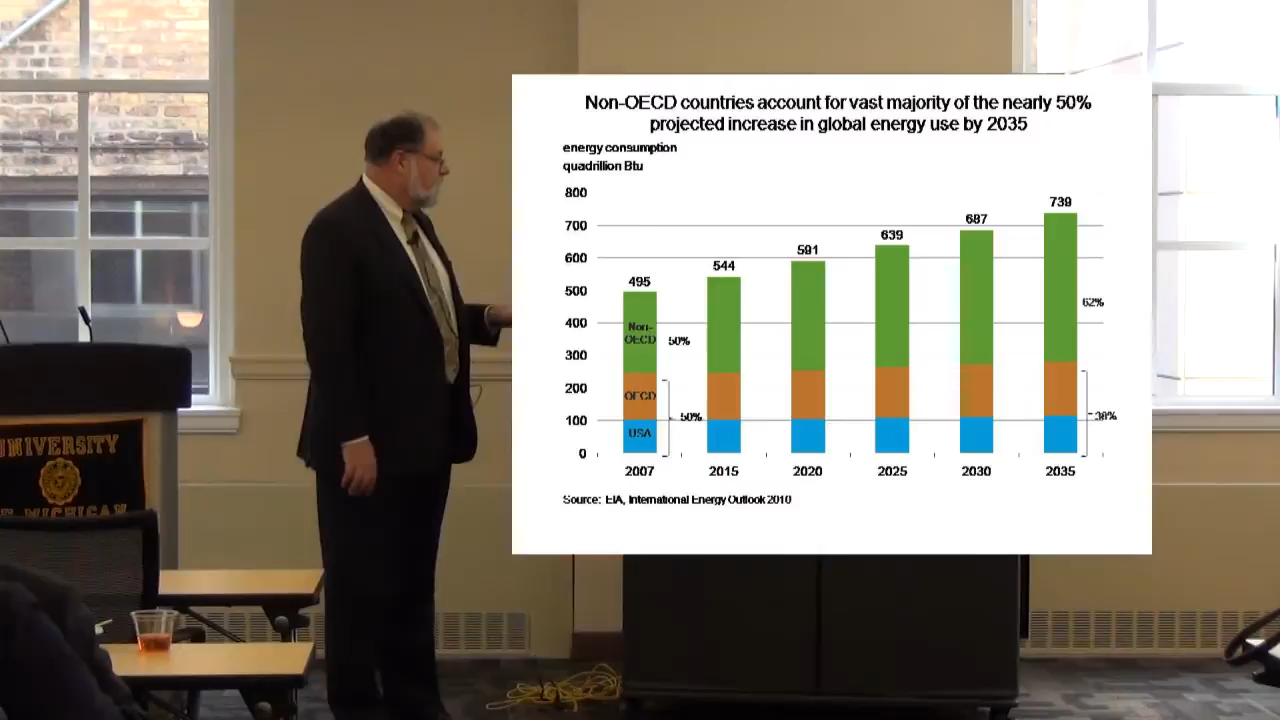 Non-OECD countries account for vast majority of the nearly 50%
projected increase in global energy use by 2035
energy consumption
quadrillion Btu
800
700
600
500
400
300
200
100
0
495
544
591
639
687
739
Non-
OECD
50%
62%
OECD
50%
38%
USA
2007
2015
2020
2025
2030
2035
Source: EIA, International Energy Outlook 2010
UNIVERSITY
MICHIGAN